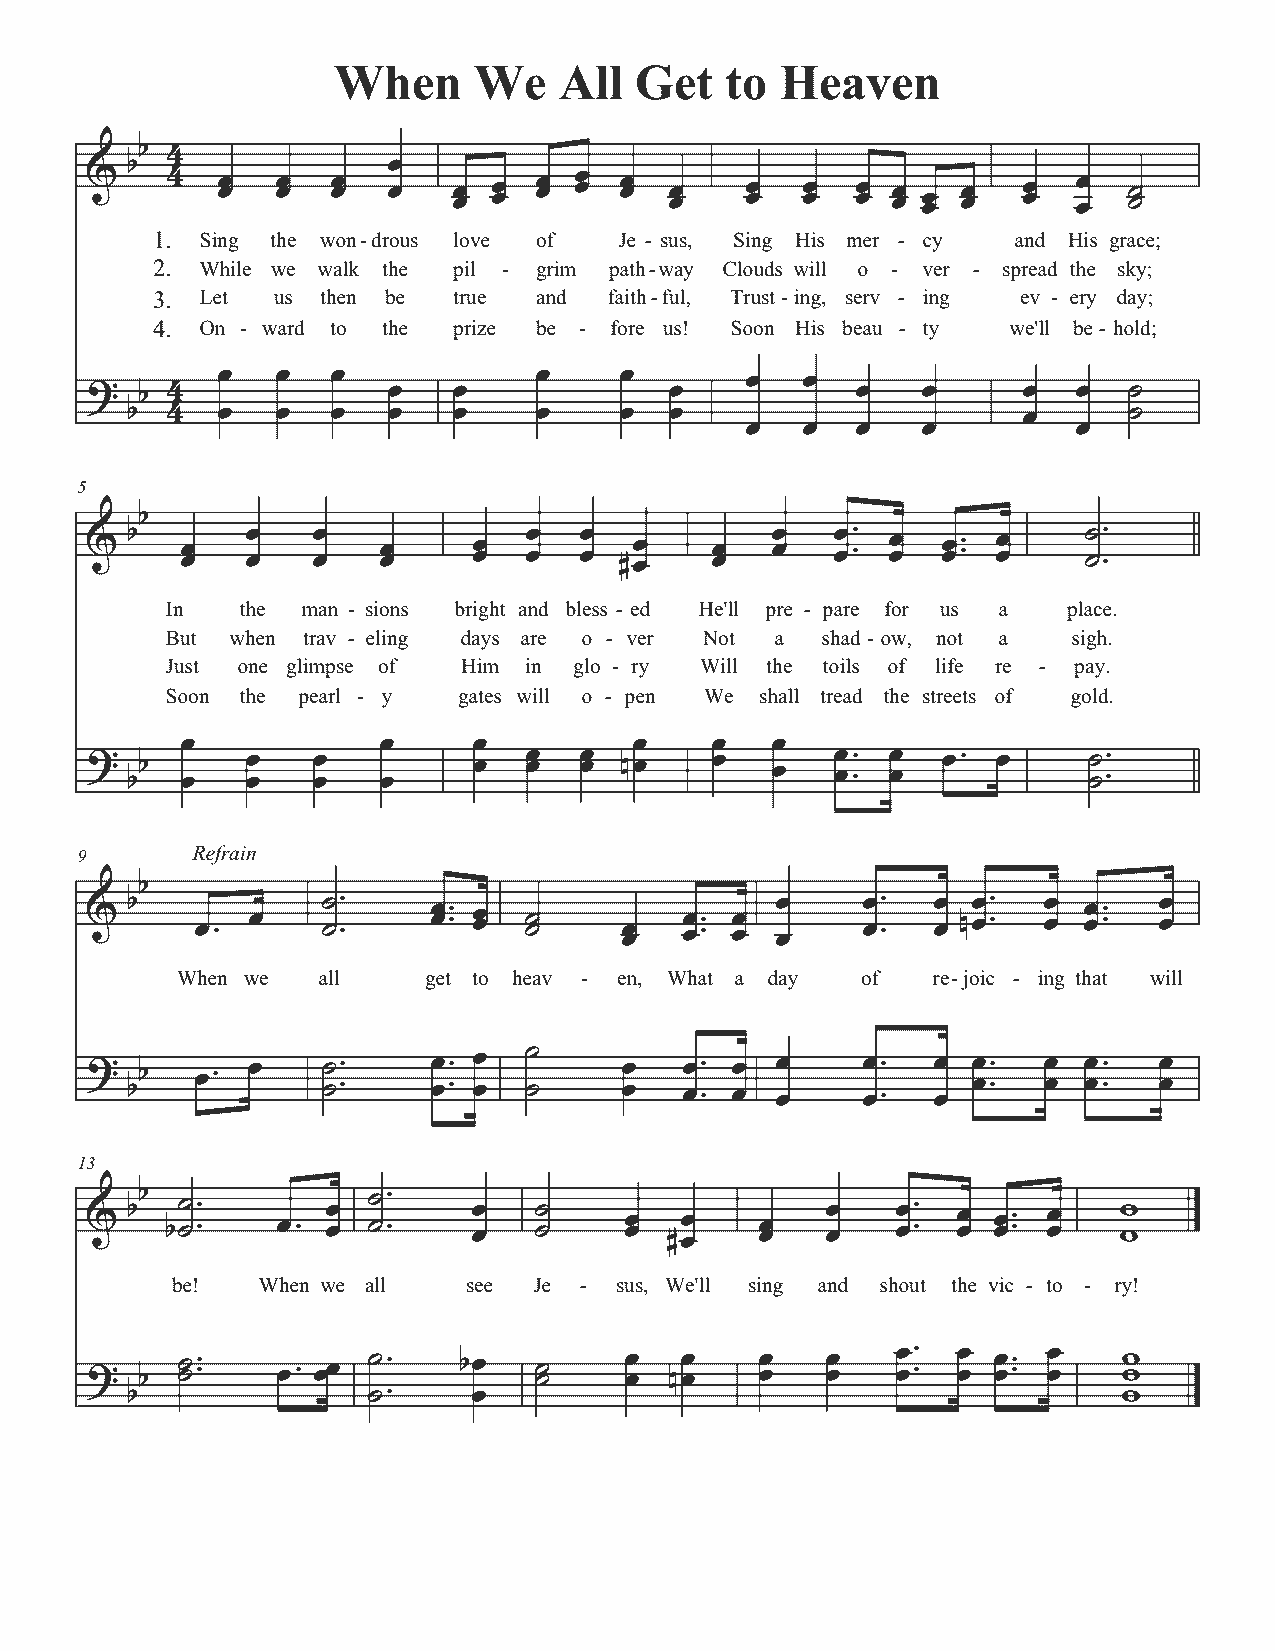 When We All Get to Heaven
1. Sing the won - drous love of Je - sus, Sing His mer - cy and His grace;
2. While we walk the pil - grim path - way Clouds will o - ver - spread the sky;
3. Let us then be true and faith - ful, Trust - ing, serv - ing ev - ery day;
4. On - ward to the prize be - fore us! Soon His beau - ty we'll be - hold;
5
In the man - sions bright and bless - ed He'll pre - pare for us a place.
But when trav - eling days are o - ver Not a shad - ow, not a sigh.
Just one glimpse of Him in glo - ry Will the toils of life re - pay.
Soon the pearl - y gates will o - pen We shall tread the streets of gold.
9 Refrain
When we all get to heav - en, What a day of re - joic - ing that will
13
be! When we all see Je - sus, We'll sing and shout the vic - to - ry!